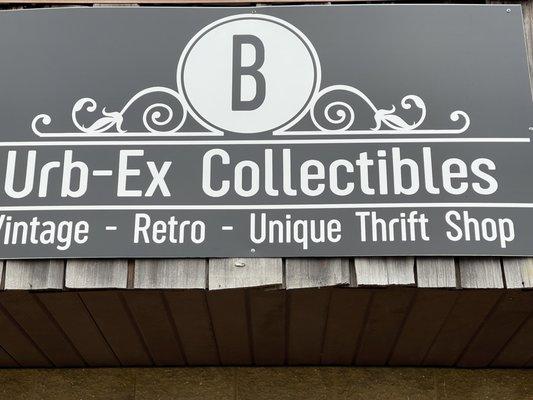 B
Urb-Ex Collectibles
Vintage - Retro - Unique Thrift Shop